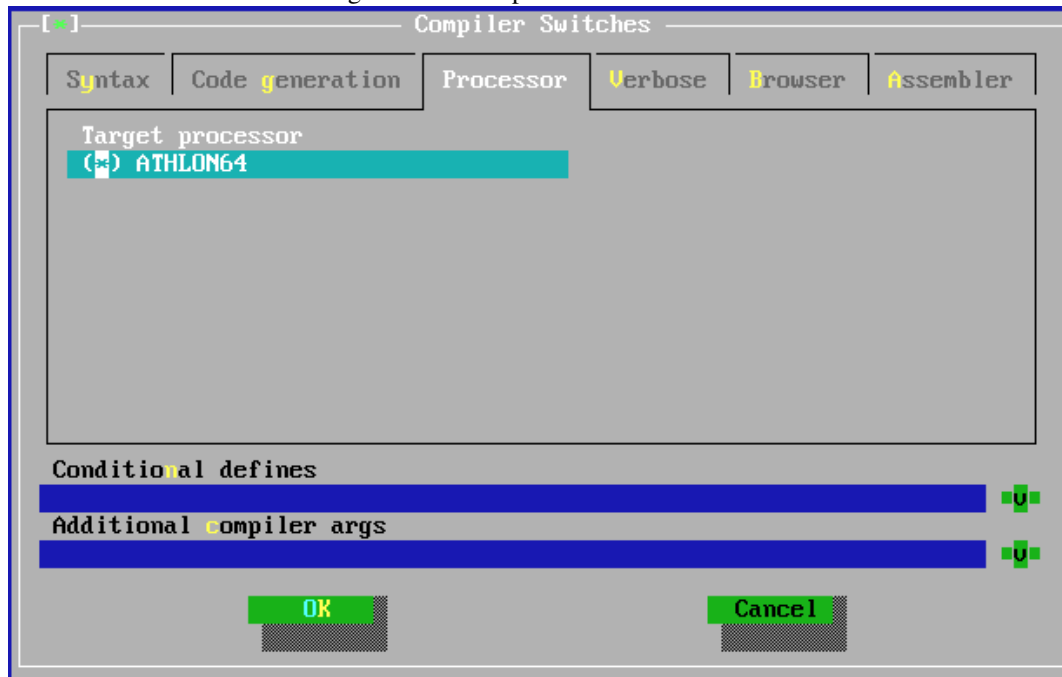 [*] Compiler Switches
Syntax Code generation Processor Verbose Browser Assembler
Target processor
(*) ATHLON64
Conditional defines
v
Additional compiler args
v
OK Cancel